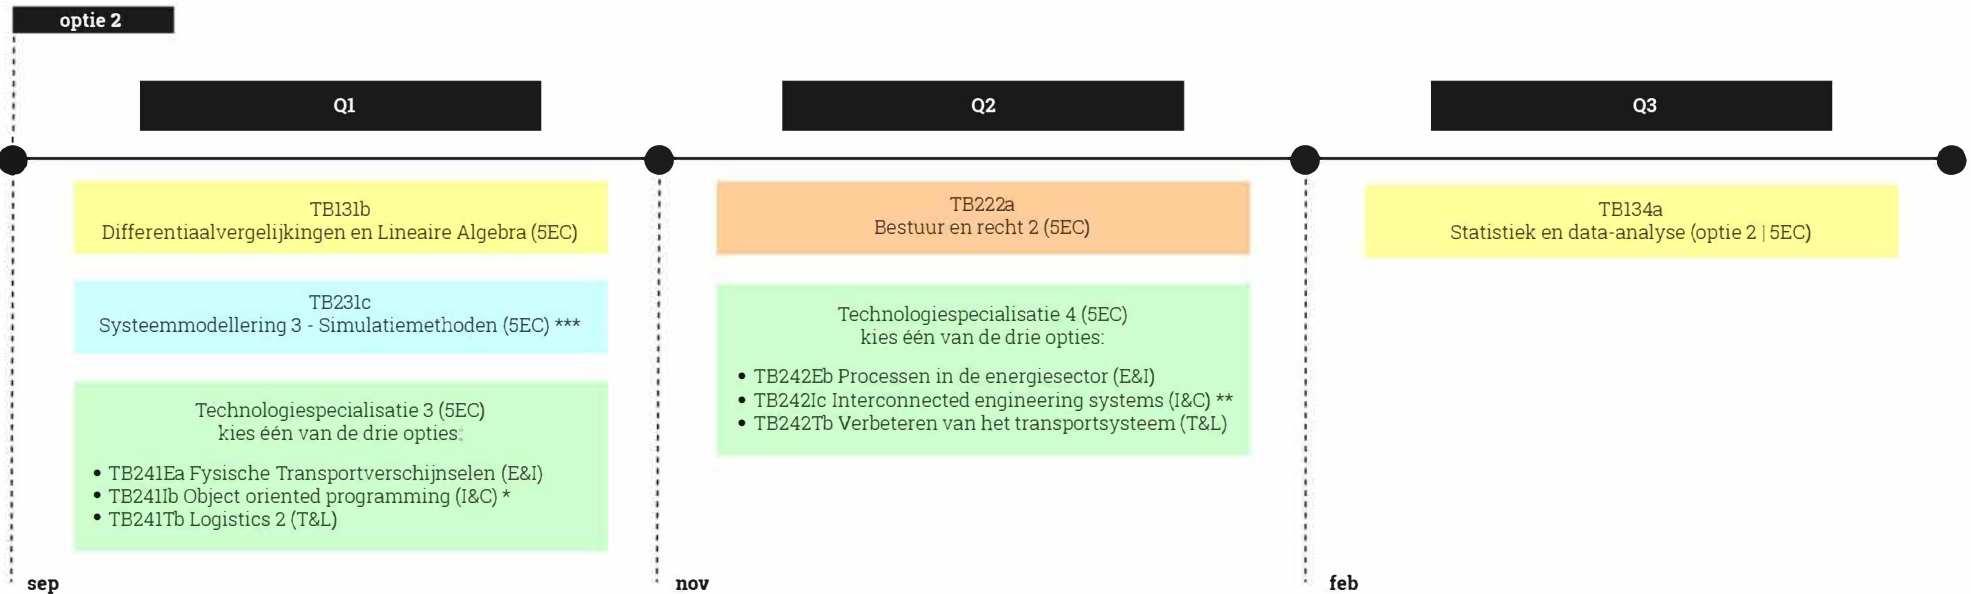 optie 2
Q1
Q2
Q3
TB131b
Differentiaalvergelijkingen en Lineaire Algebra (5EC)
TB231c
Systeemmodellering 3 - Simulatiemethoden (5EC) ***
Technologiespecialisatie 3 (5EC)
kies één van de drie opties:
• TB241Ea Fysische Transportverschijnselen (E&I)
• TB241Ib Object oriented programming (I&C) *
• TB241Tb Logistics 2 (T&L)
TB222a
Bestuur en recht 2 (5EC)
Technologiespecialisatie 4 (5EC)
kies één van de drie opties:
• TB242Eb Processen in de energiesector (E&I)
• TB242Ic Interconnected engineering systems (I&C) **
• TB242Tb Verbeteren van het transportsysteem (T&L)
TB134a
Statistiek en data-analyse (optie 2 | 5EC)
sep
nov
feb